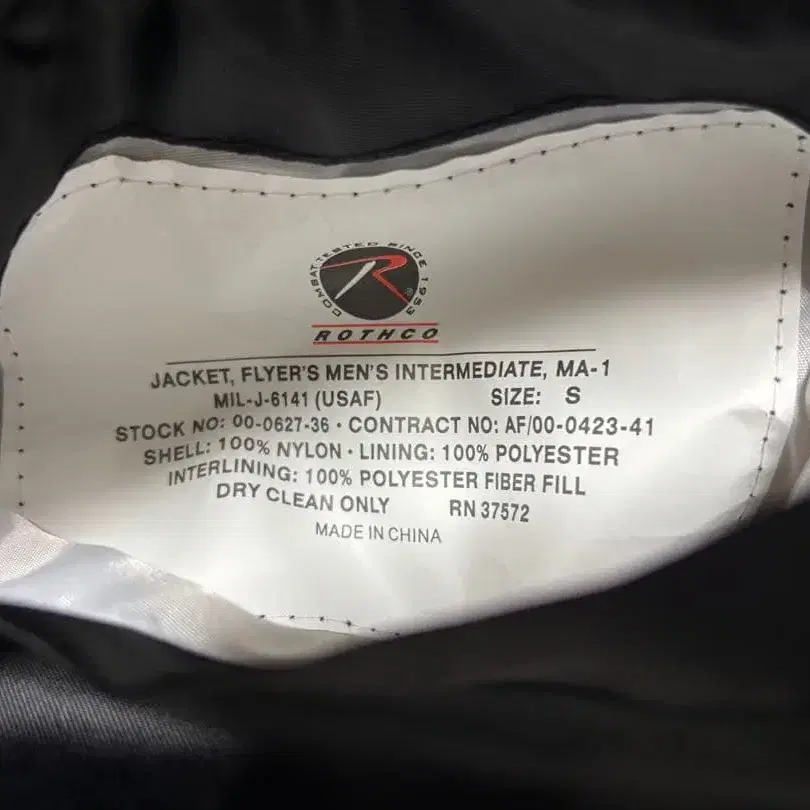 COMBAT TESTED SINCE 1953
R ®
ROTHCO
JACKET, FLYER'S MEN'S INTERMEDIATE, MA-1
MIL-J-6141 (USAF) SIZE: S
STOCK NO: 00-0627-36 · CONTRACT NO: AF/00-0423-41
SHELL: 100% NYLON · LINING: 100% POLYESTER
INTERLINING: 100% POLYESTER FIBER FILL
DRY CLEAN ONLY RN 37572
MADE IN CHINA